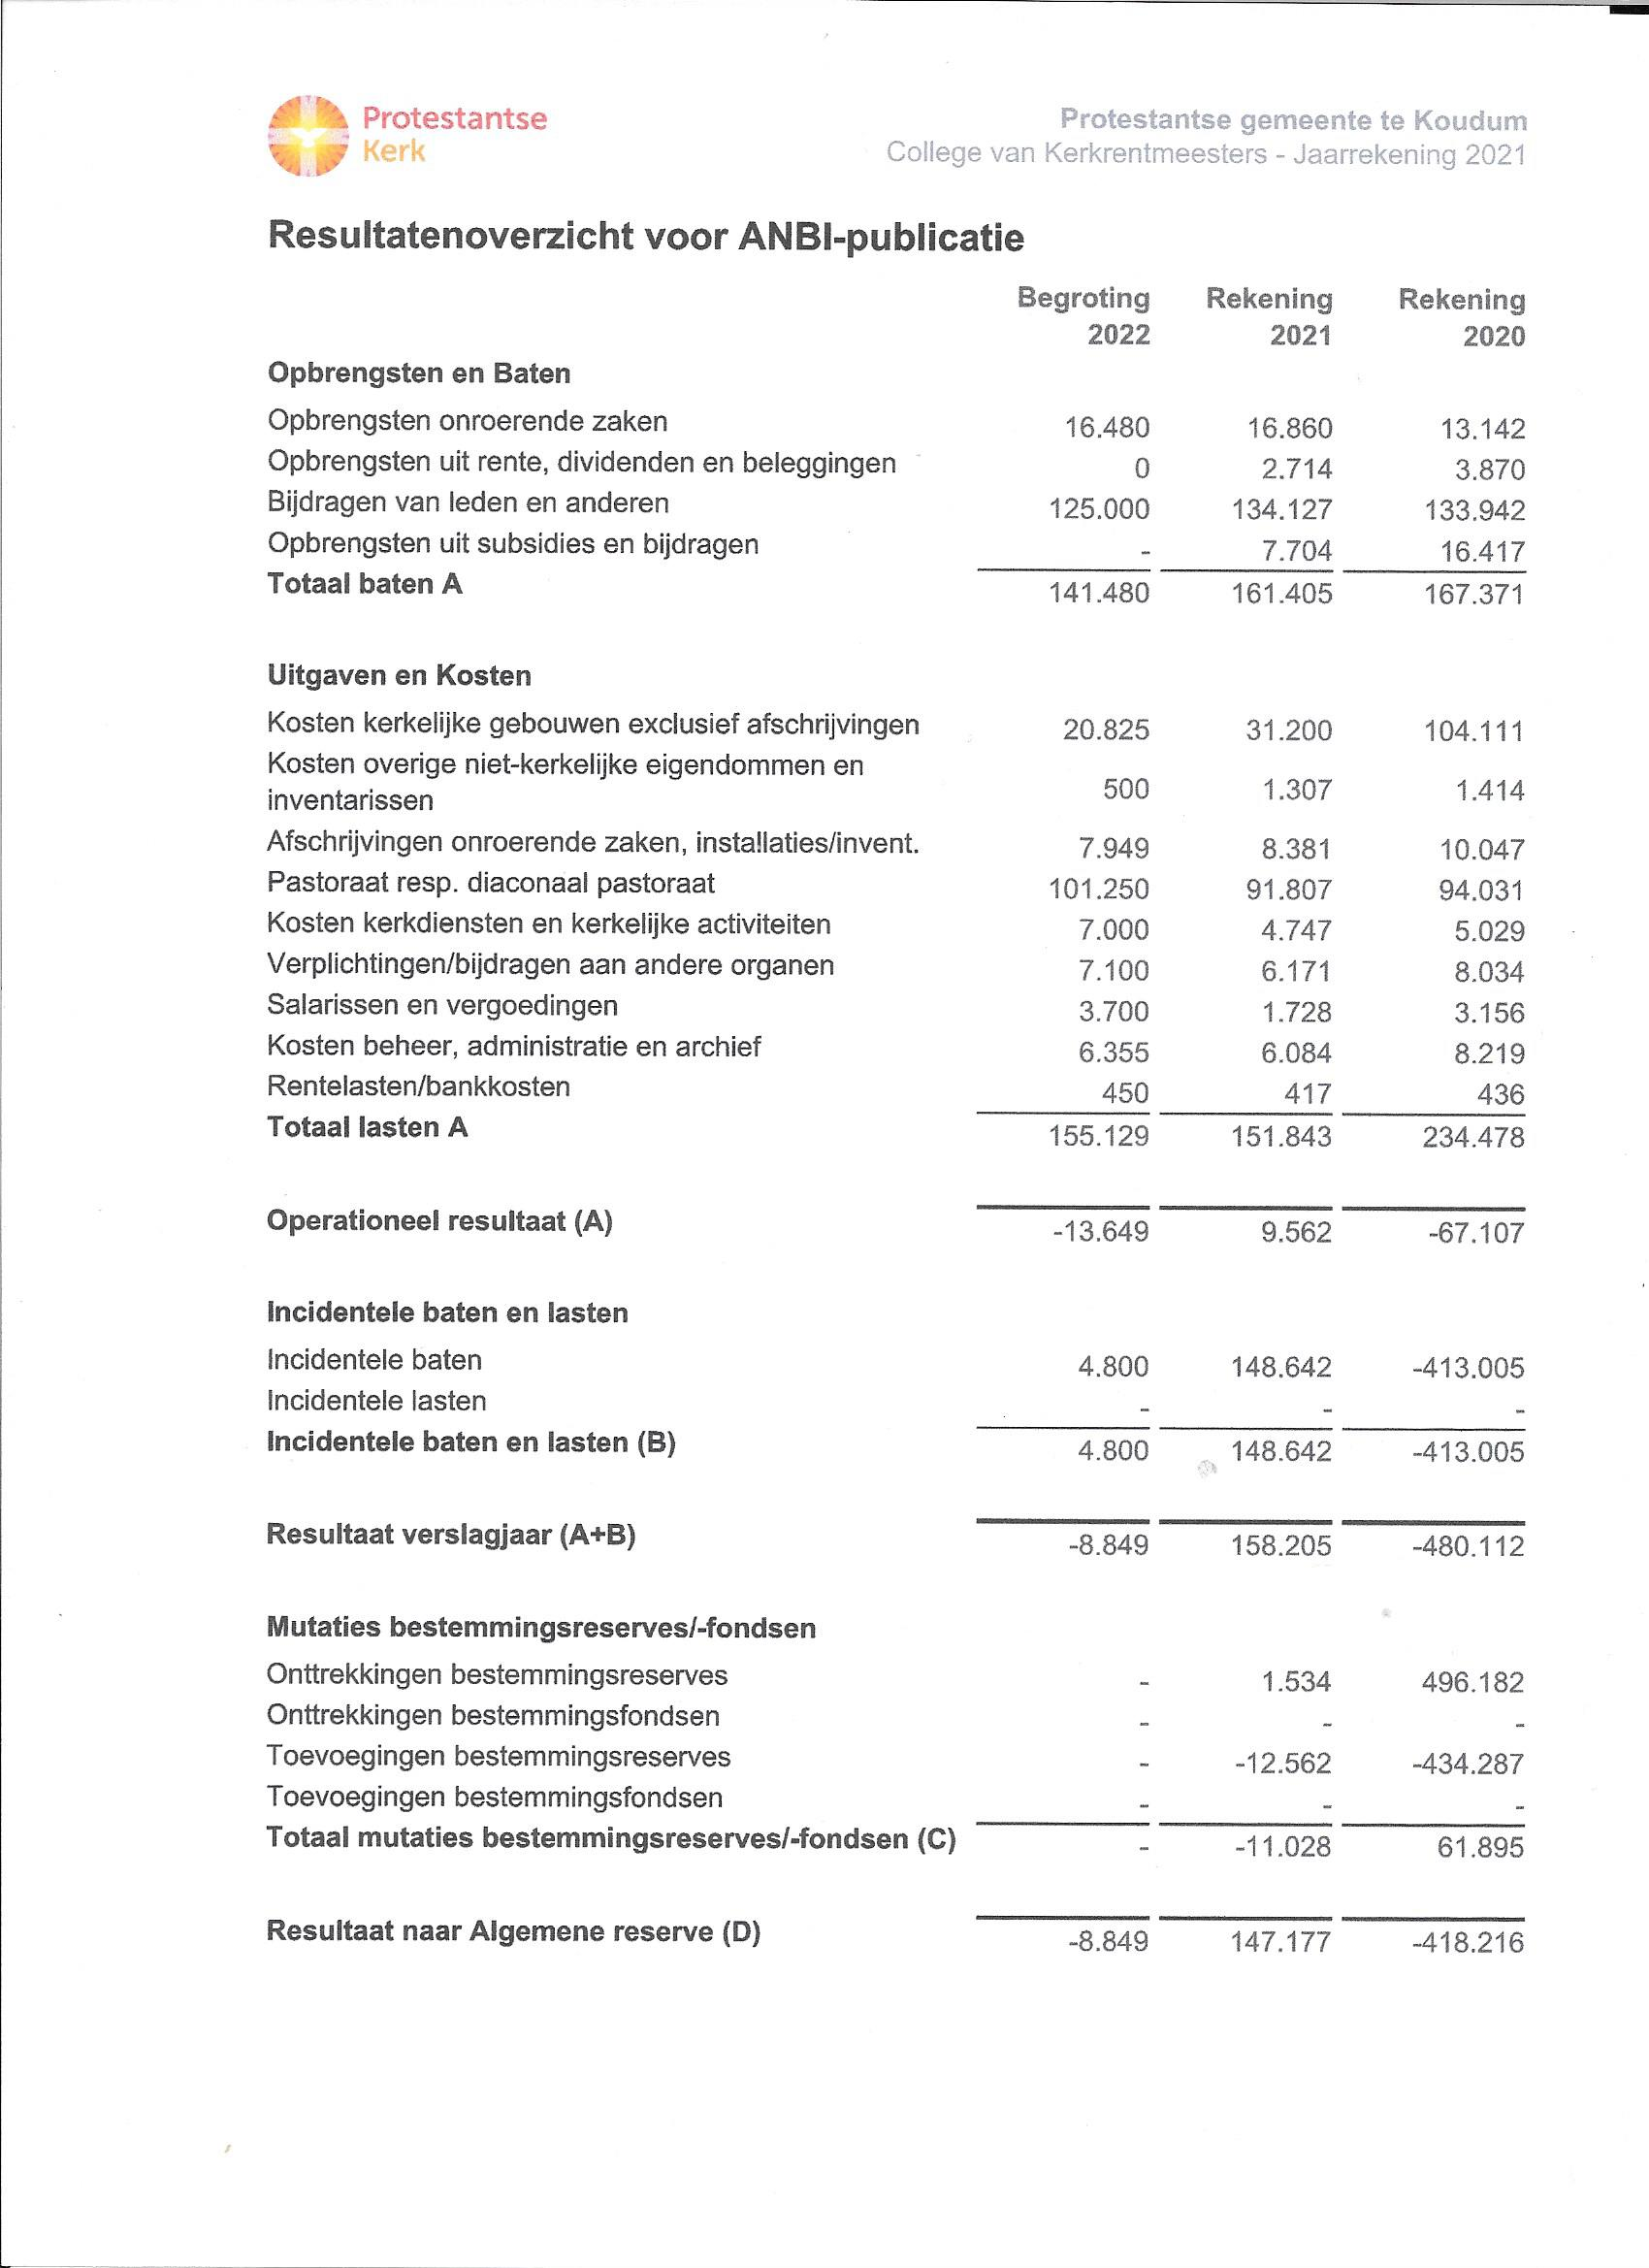 Protestantse
Kerk
Protestantse gemeente te Koudum
College van Kerkrentmeesters - Jaarrekening 2021
Resultatenoverzicht voor ANBI-publicatie
Begroting Rekening Rekening
2022 2021 2020
Opbrengsten en Baten
Opbrengsten onroerende zaken 16.480 16.860 13.142
Opbrengsten uit rente, dividenden en beleggingen 0 2.714 3.870
Bijdragen van leden en anderen 125.000 134.127 133.942
Opbrengsten uit subsidies en bijdragen - 7.704 16.417
Totaal baten A 141.480 161.405 167.371
Uitgaven en Kosten
Kosten kerkelijke gebouwen exclusief afschrijvingen 20.825 31.200 104.111
Kosten overige niet-kerkelijke eigendommen en
inventarissen 500 1.307 1.414
Afschrijvingen onroerende zaken, installaties/invent. 7.949 8.381 10.047
Pastoraat resp. diaconaal pastoraat 101.250 91.807 94.031
Kosten kerkdiensten en kerkelijke activiteiten 7.000 4.747 5.029
Verplichtingen/bijdragen aan andere organen 7.100 6.171 8.034
Salarissen en vergoedingen 3.700 1.728 3.156
Kosten beheer, administratie en archief 6.355 6.084 8.219
Rentelasten/bankkosten 450 417 436
Totaal lasten A 155.129 151.843 234.478
Operationeel resultaat (A) -13.649 9.562 -67.107
Incidentele baten en lasten
Incidentele baten 4.800 148.642 -413.005
Incidentele lasten - - -
Incidentele baten en lasten (B) 4.800 148.642 -413.005
Resultaat verslagjaar (A+B) -8.849 158.205 -480.112
Mutaties bestemmingsreserves/-fondsen
Onttrekkingen bestemmingsreserves - 1.534 496.182
Onttrekkingen bestemmingsfondsen - - -
Toevoegingen bestemmingsreserves - -12.562 -434.287
Toevoegingen bestemmingsfondsen - - -
Totaal mutaties bestemmingsreserves/-fondsen (C) - -11.028 61.895
Resultaat naar Algemene reserve (D) -8.849 147.177 -418.216